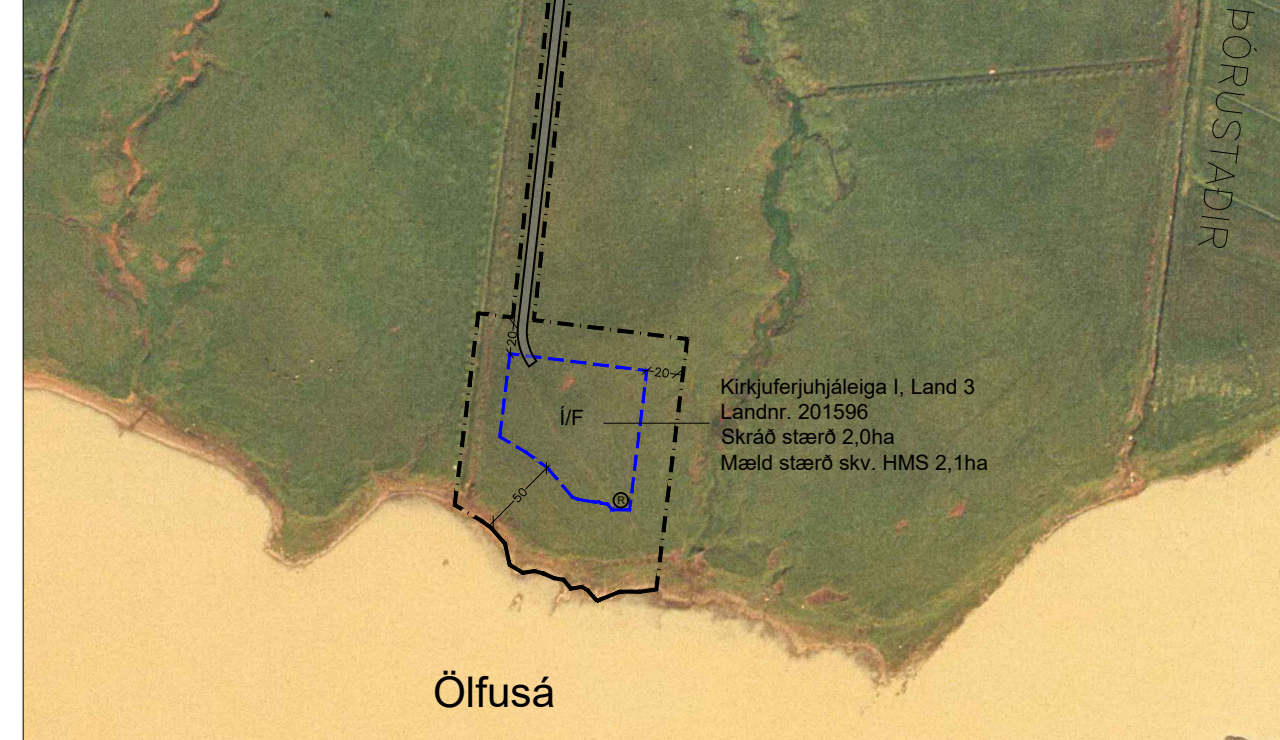 ÞÓRUSTAÐIR
20
20
Kirkjuferjuhjáleiga I, Land 3
Landnr. 201596
Skráð stærð 2,0ha
Mæld stærð skv. HMS 2,1ha
Í/F
50
R
Ölfusá